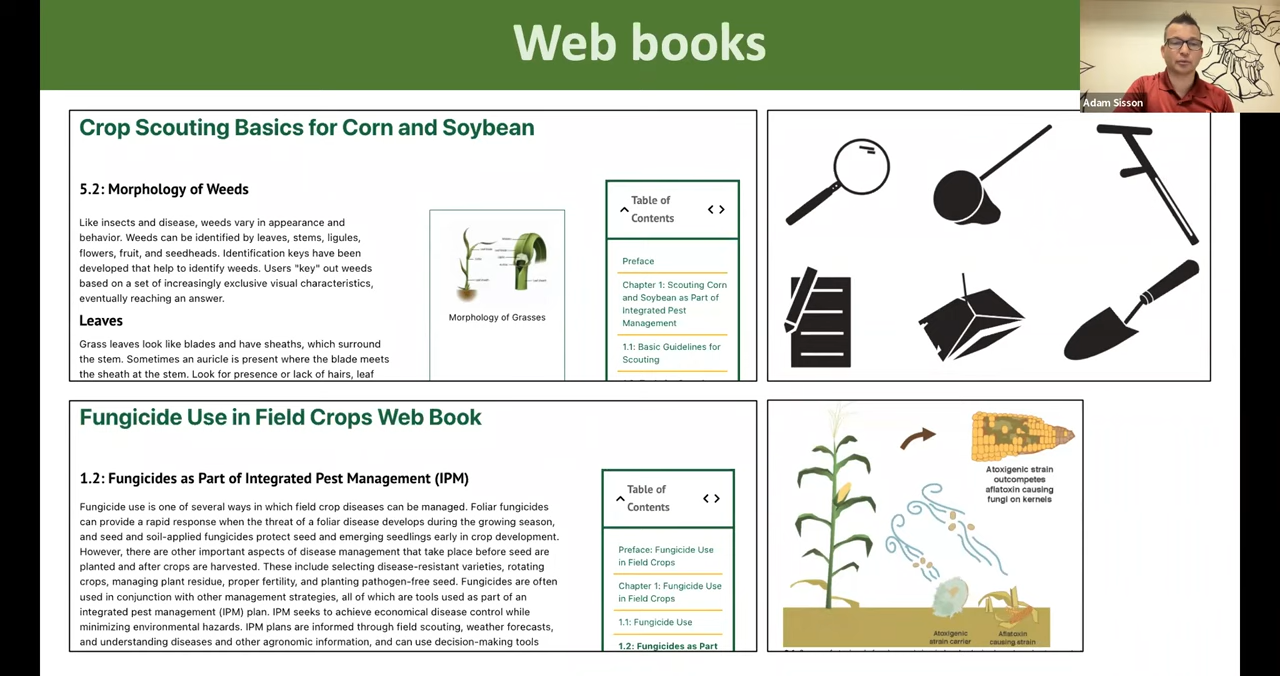 Web books
Adam Sisson
Crop Scouting Basics for Corn and Soybean
5.2: Morphology of Weeds
Like insects and disease, weeds vary in appearance and
behavior. Weeds can be identified by leaves, stems, ligules,
flowers, fruit, and seedheads. Identification keys have been
developed that help to identify weeds. Users "key" out weeds
based on a set of increasingly exclusive visual characteristics,
eventually reaching an answer.
Leaves
Grass leaves look like blades and have sheaths, which surround
the stem. Sometimes an auricle is present where the blade meets
the sheath at the stem. Look for presence or lack of hairs, leaf
Morphology of Grasses
Table of
Contents
Preface
Chapter 1: Scouting Corn
and Soybean as Part of
Integrated Pest
Management
1.1: Basic Guidelines for
Scouting
Fungicide Use in Field Crops Web Book
1.2: Fungicides as Part of Integrated Pest Management (IPM)
Fungicide use is one of several ways in which field crop diseases can be managed. Foliar fungicides
can provide a rapid response when the threat of a foliar disease develops during the growing season,
and seed and soil-applied fungicides protect seed and emerging seedlings early in crop development.
However, there are other important aspects of disease management that take place before seed are
planted and after crops are harvested. These include selecting disease-resistant varieties, rotating
crops, managing plant residue, proper fertility, and planting pathogen-free seed. Fungicides are often
used in conjunction with other management strategies, all of which are tools used as part of an
integrated pest management (IPM) plan. IPM seeks to achieve economical disease control while
minimizing environmental hazards. IPM plans are informed through field scouting, weather forecasts,
and understanding diseases and other agronomic information, and can use decision-making tools
Table of
Contents
Preface: Fungicide Use
in Field Crops
Chapter 1: Fungicide Use
in Field Crops
1.1: Fungicide Use
1.2: Fungicides as Part
Atoxigenic strain
outcompetes
aflatoxin causing
fungi on kernels
Atoxigenic
strain carrier
Aflatoxin
causing strain